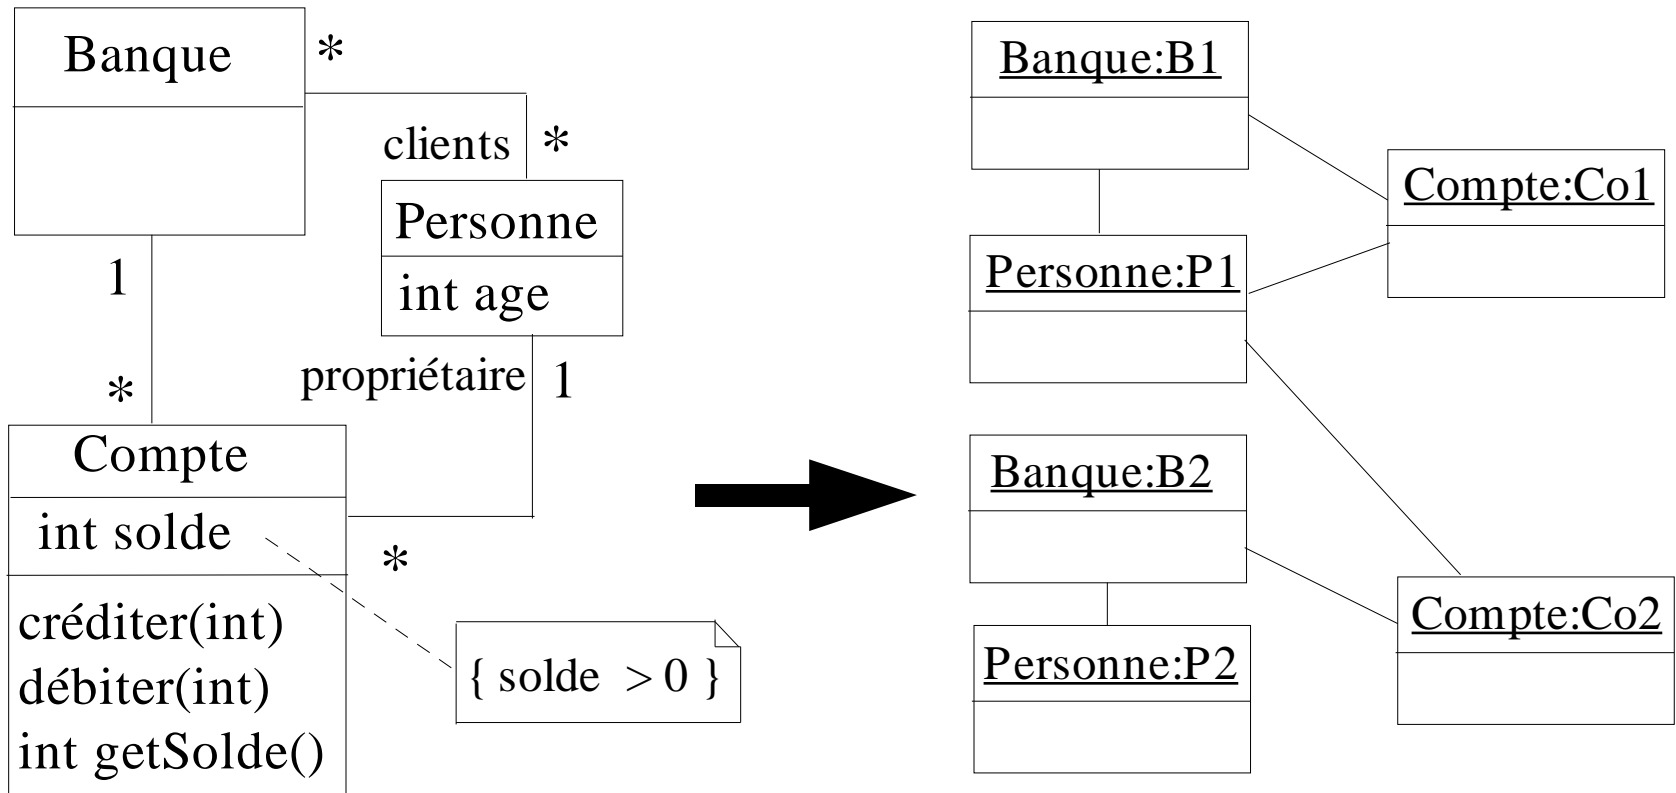 Banque
*
clients
*
Personne
int age
1
*
propriétaire
1
Compte
int solde
*
créditer(int)
débiter(int)
int getSolde()
{ solde > 0 }
Banque:B1
Compte:Co1
Personne:P1
Banque:B2
Compte:Co2
Personne:P2